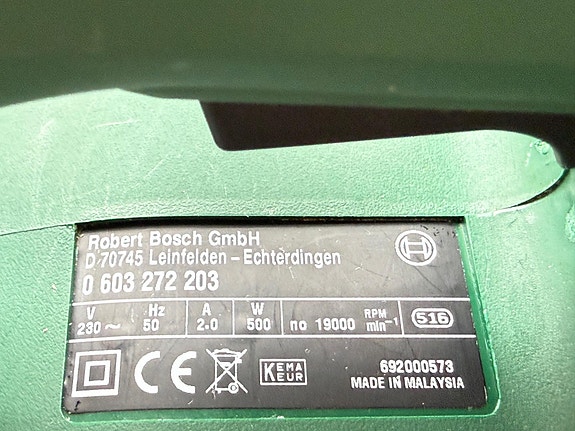 Robert Bosch GmbH
D-70745 Leinfelden – Echterdingen
0 603 272 203
V Hz A W
230 ~ 50 2.0 500 no 19000 RPM min⁻¹ 516
CE KEMA KEUR 692000573
MADE IN MALAYSIA